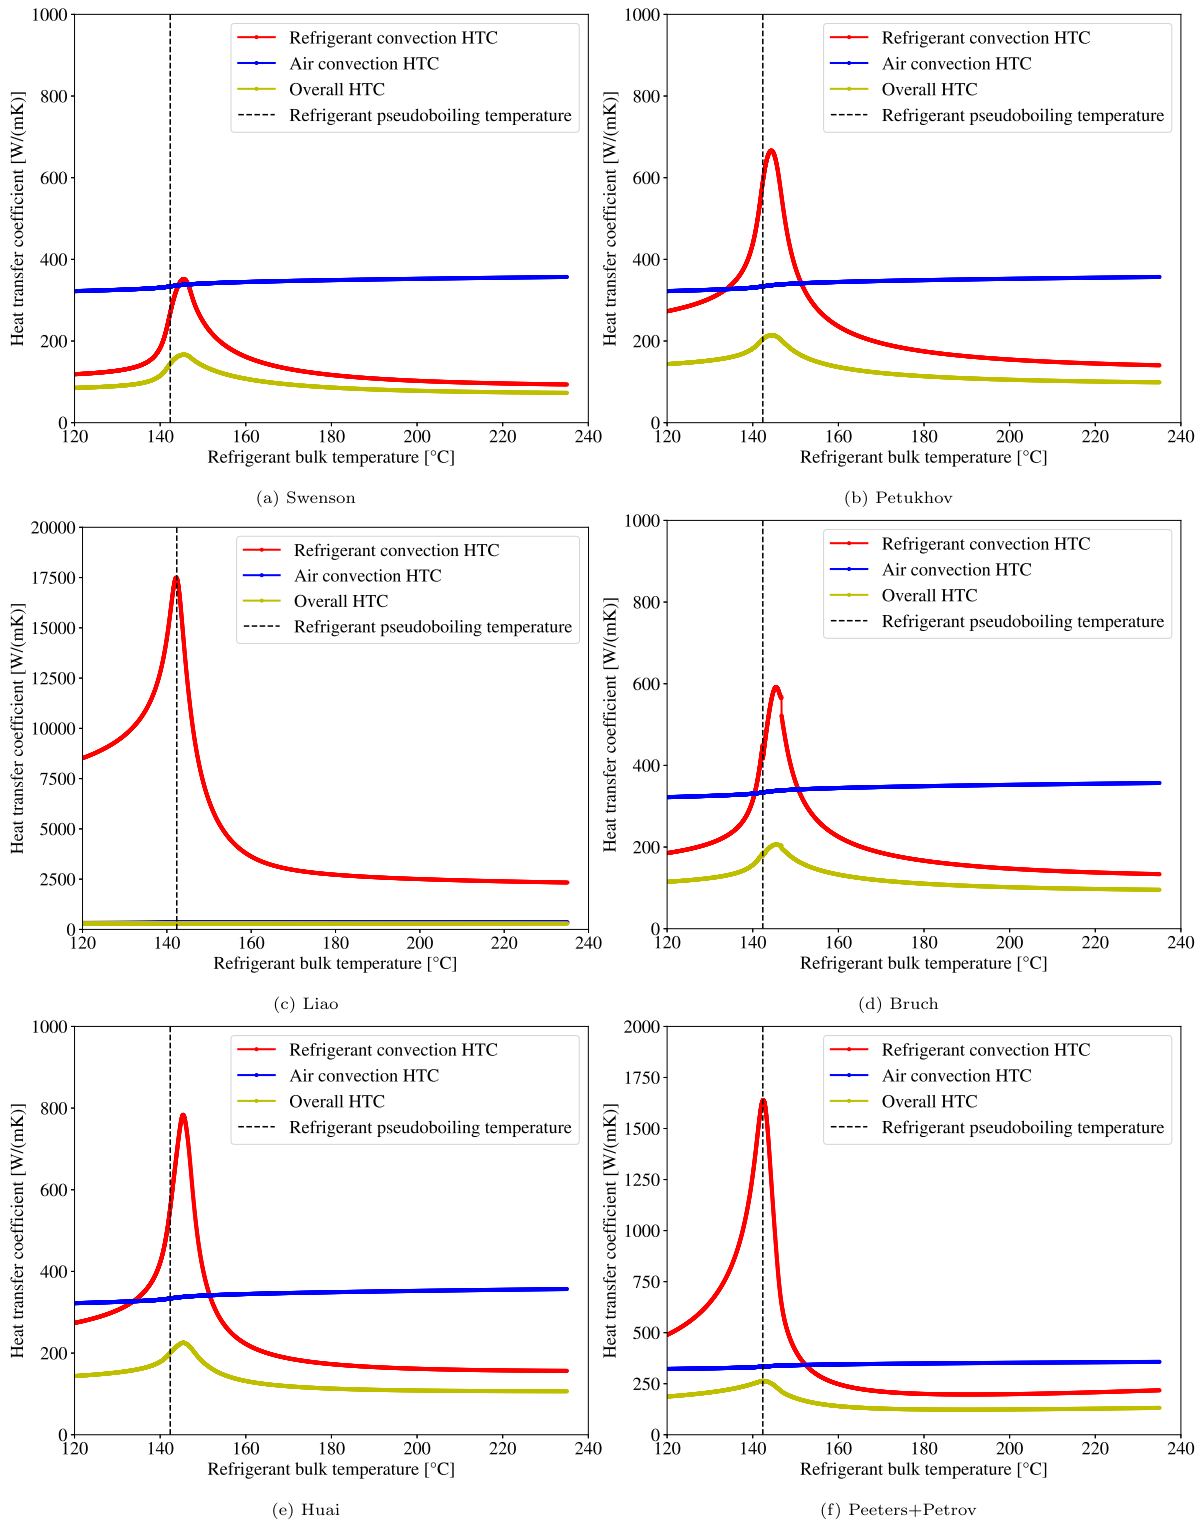 1000
800
600
400
200
0
Heat transfer coefficient [W/(mK)]
Refrigerant convection HTC
Air convection HTC
Overall HTC
Refrigerant pseudoboiling temperature
120 140 160 180 200 220 240
Refrigerant bulk temperature [°C]
(a) Swenson
1000
800
600
400
200
0
Heat transfer coefficient [W/(mK)]
Refrigerant convection HTC
Air convection HTC
Overall HTC
Refrigerant pseudoboiling temperature
120 140 160 180 200 220 240
Refrigerant bulk temperature [°C]
(b) Petukhov
20000
17500
15000
12500
10000
7500
5000
2500
0
Heat transfer coefficient [W/(mK)]
Refrigerant convection HTC
Air convection HTC
Overall HTC
Refrigerant pseudoboiling temperature
120 140 160 180 200 220 240
Refrigerant bulk temperature [°C]
(c) Liao
1000
800
600
400
200
0
Heat transfer coefficient [W/(mK)]
Refrigerant convection HTC
Air convection HTC
Overall HTC
Refrigerant pseudoboiling temperature
120 140 160 180 200 220 240
Refrigerant bulk temperature [°C]
(d) Bruch
1000
800
600
400
200
0
Heat transfer coefficient [W/(mK)]
Refrigerant convection HTC
Air convection HTC
Overall HTC
Refrigerant pseudoboiling temperature
120 140 160 180 200 220 240
Refrigerant bulk temperature [°C]
(e) Huai
2000
1750
1500
1250
1000
750
500
250
0
Heat transfer coefficient [W/(mK)]
Refrigerant convection HTC
Air convection HTC
Overall HTC
Refrigerant pseudoboiling temperature
120 140 160 180 200 220 240
Refrigerant bulk temperature [°C]
(f) Peeters+Petrov